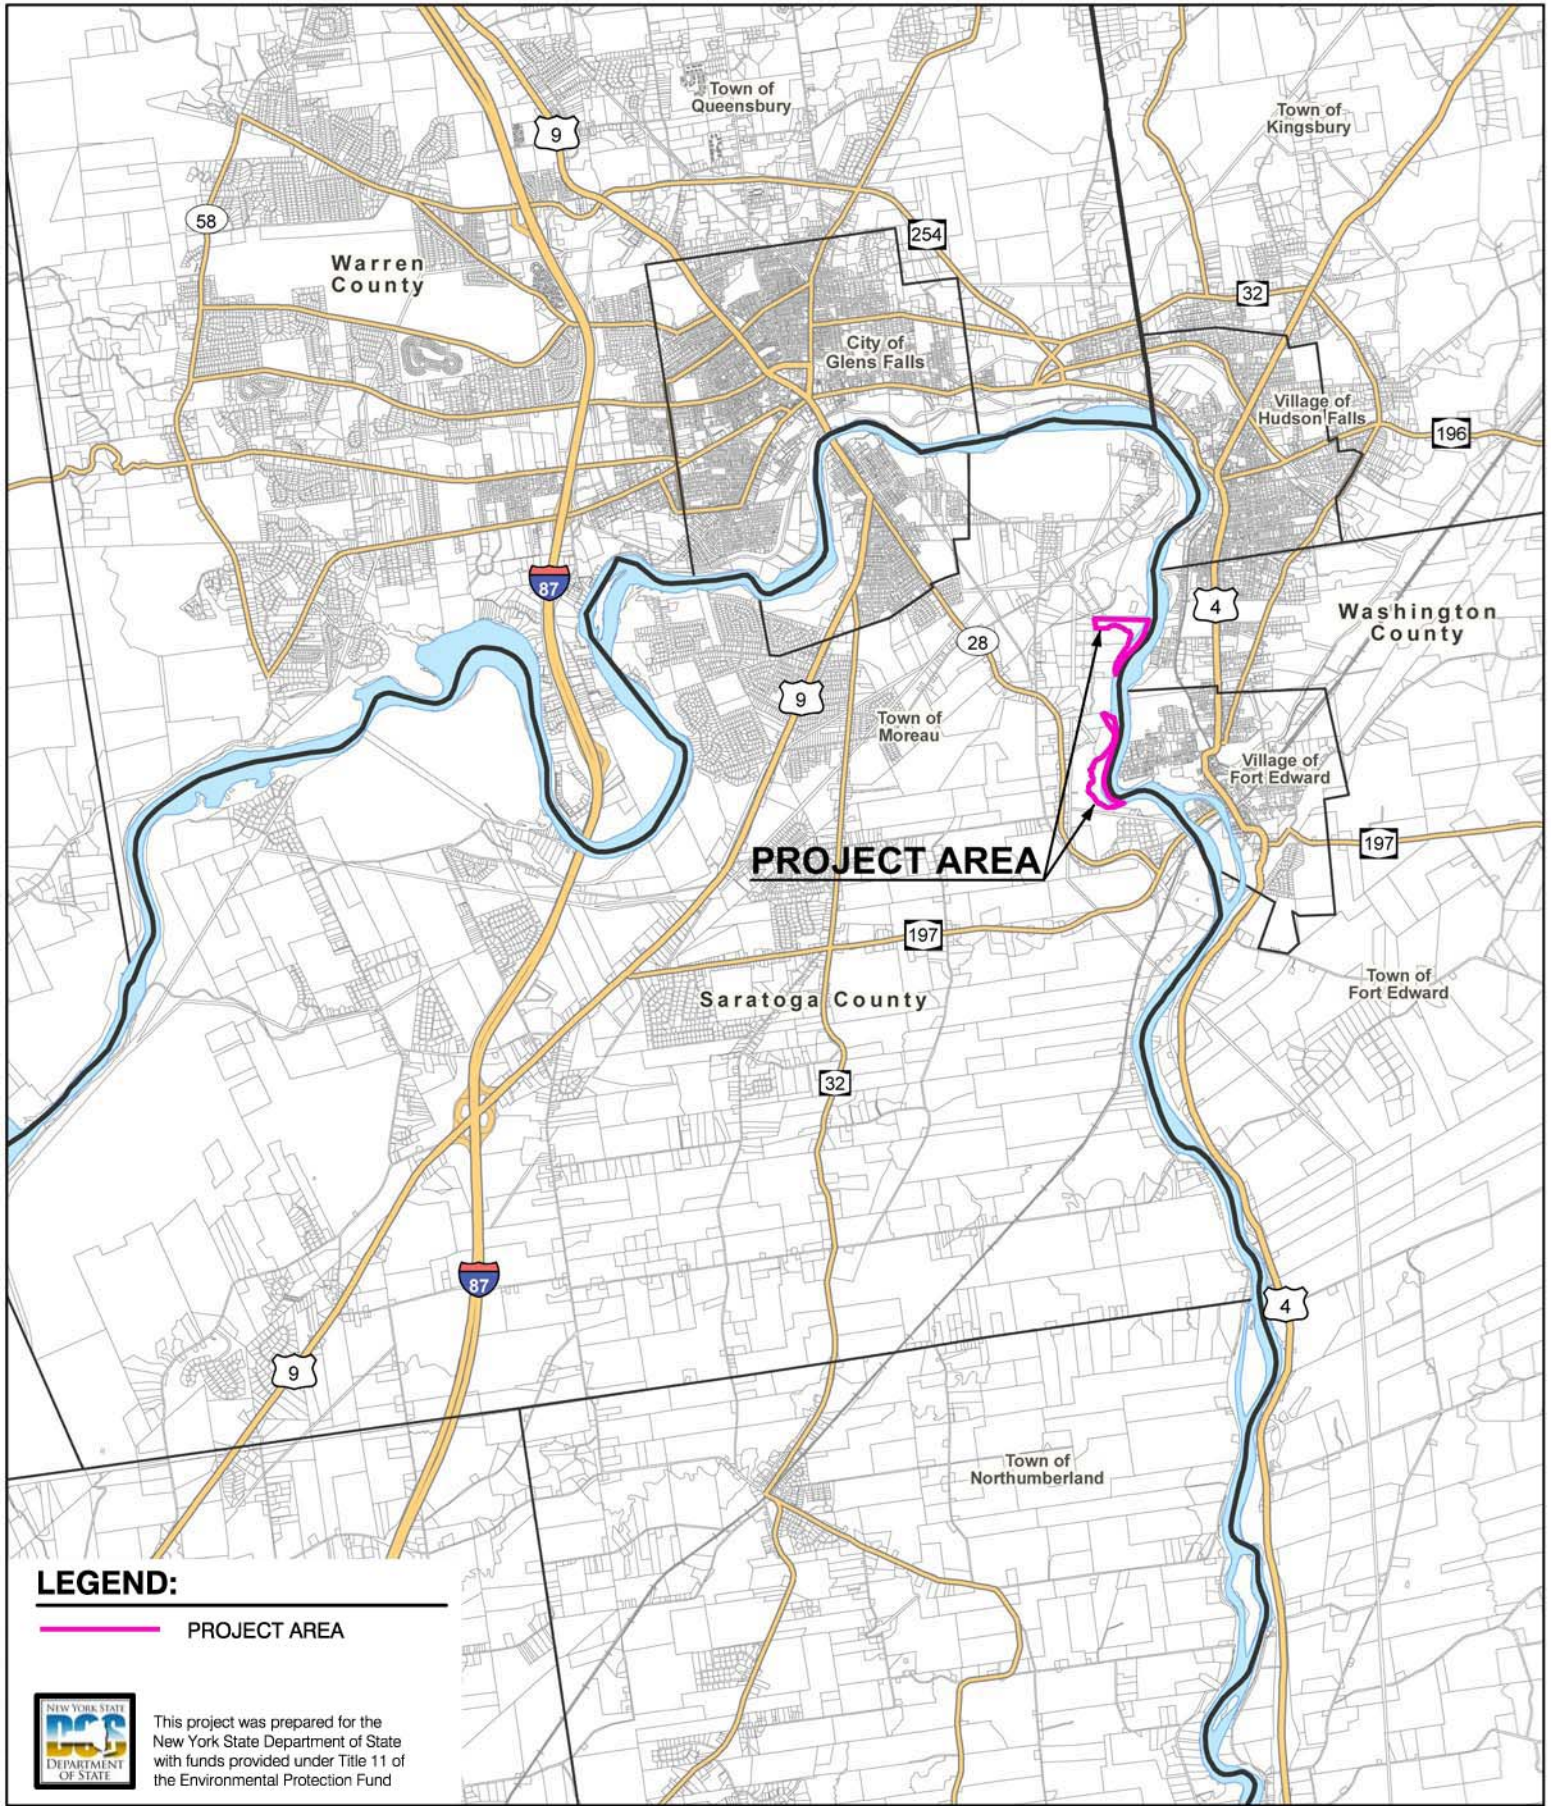 Town of
Queensbury
Town of
Kingsbury
9
58
254
Warren
County
32
City of
Glens Falls
Village of
Hudson Falls
196
87
4
Washington
County
28
9
Town of
Moreau
Village of
Fort Edward
197
PROJECT AREA
197
Town of
Fort Edward
Saratoga County
32
87
4
9
Town of
Northumberland
LEGEND:
PROJECT AREA
NEW YORK STATE
DOS
DEPARTMENT
OF STATE
This project was prepared for the
New York State Department of State
with funds provided under Title 11 of
the Environmental Protection Fund